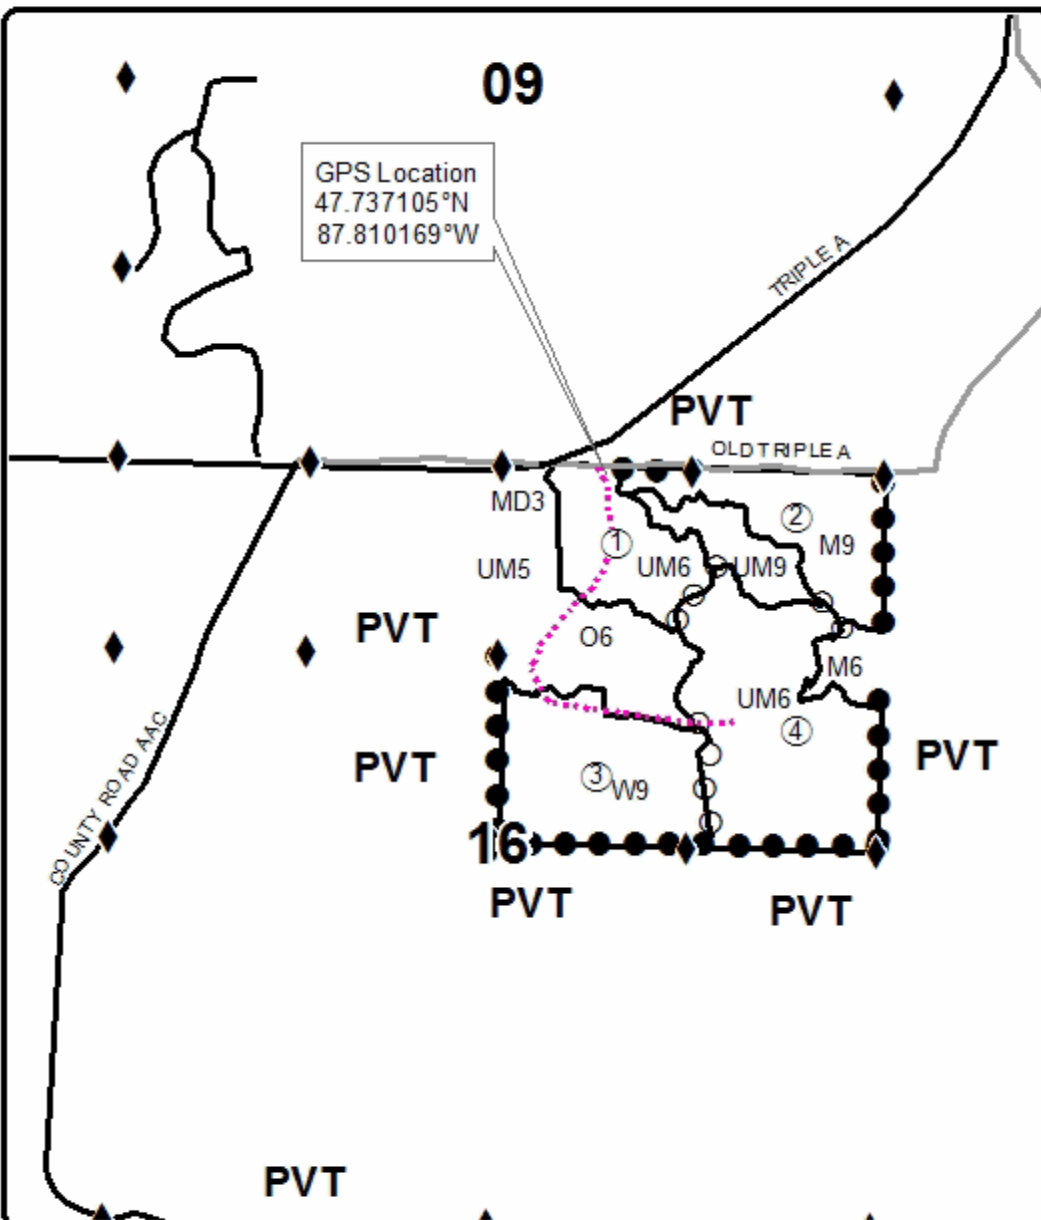 09
GPS Location
47.737105°N
87.810169°W
TRIPLE A
PVT
OLD TRIPLE A
MD3
2
1
M9
UM5
UM6
UM9
PVT
O6
M6
UM6
4
COUNTY ROAD AAC
PVT
PVT
3
W9
16
PVT
PVT
PVT